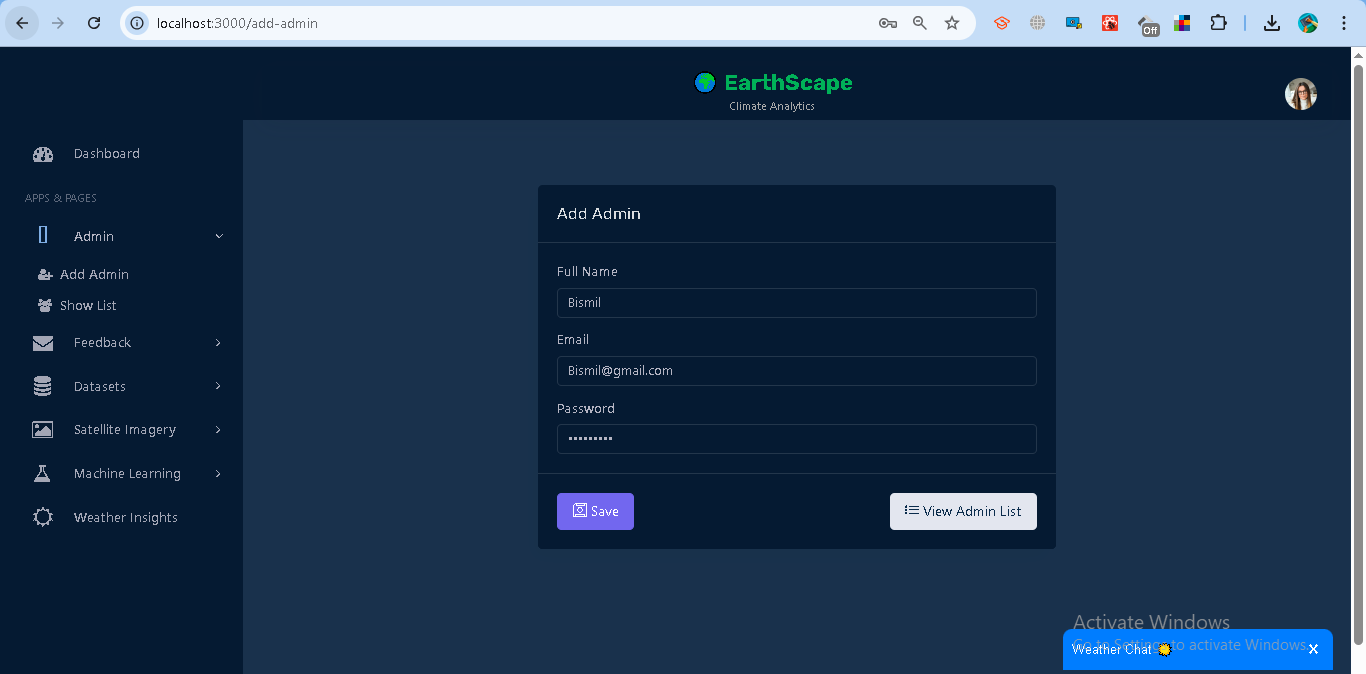 localhost:3000/add-admin
Off
EarthScape
Climate Analytics
Dashboard
APPS & PAGES
Admin
Add Admin
Show List
Feedback
Datasets
Satellite Imagery
Machine Learning
Weather Insights
Add Admin
Full Name
Bismil
Email
Bismil@gmail.com
Password
•••••••••
Save
View Admin List
Activate Windows
Go to Settings to activate Windows.
Weather Chat